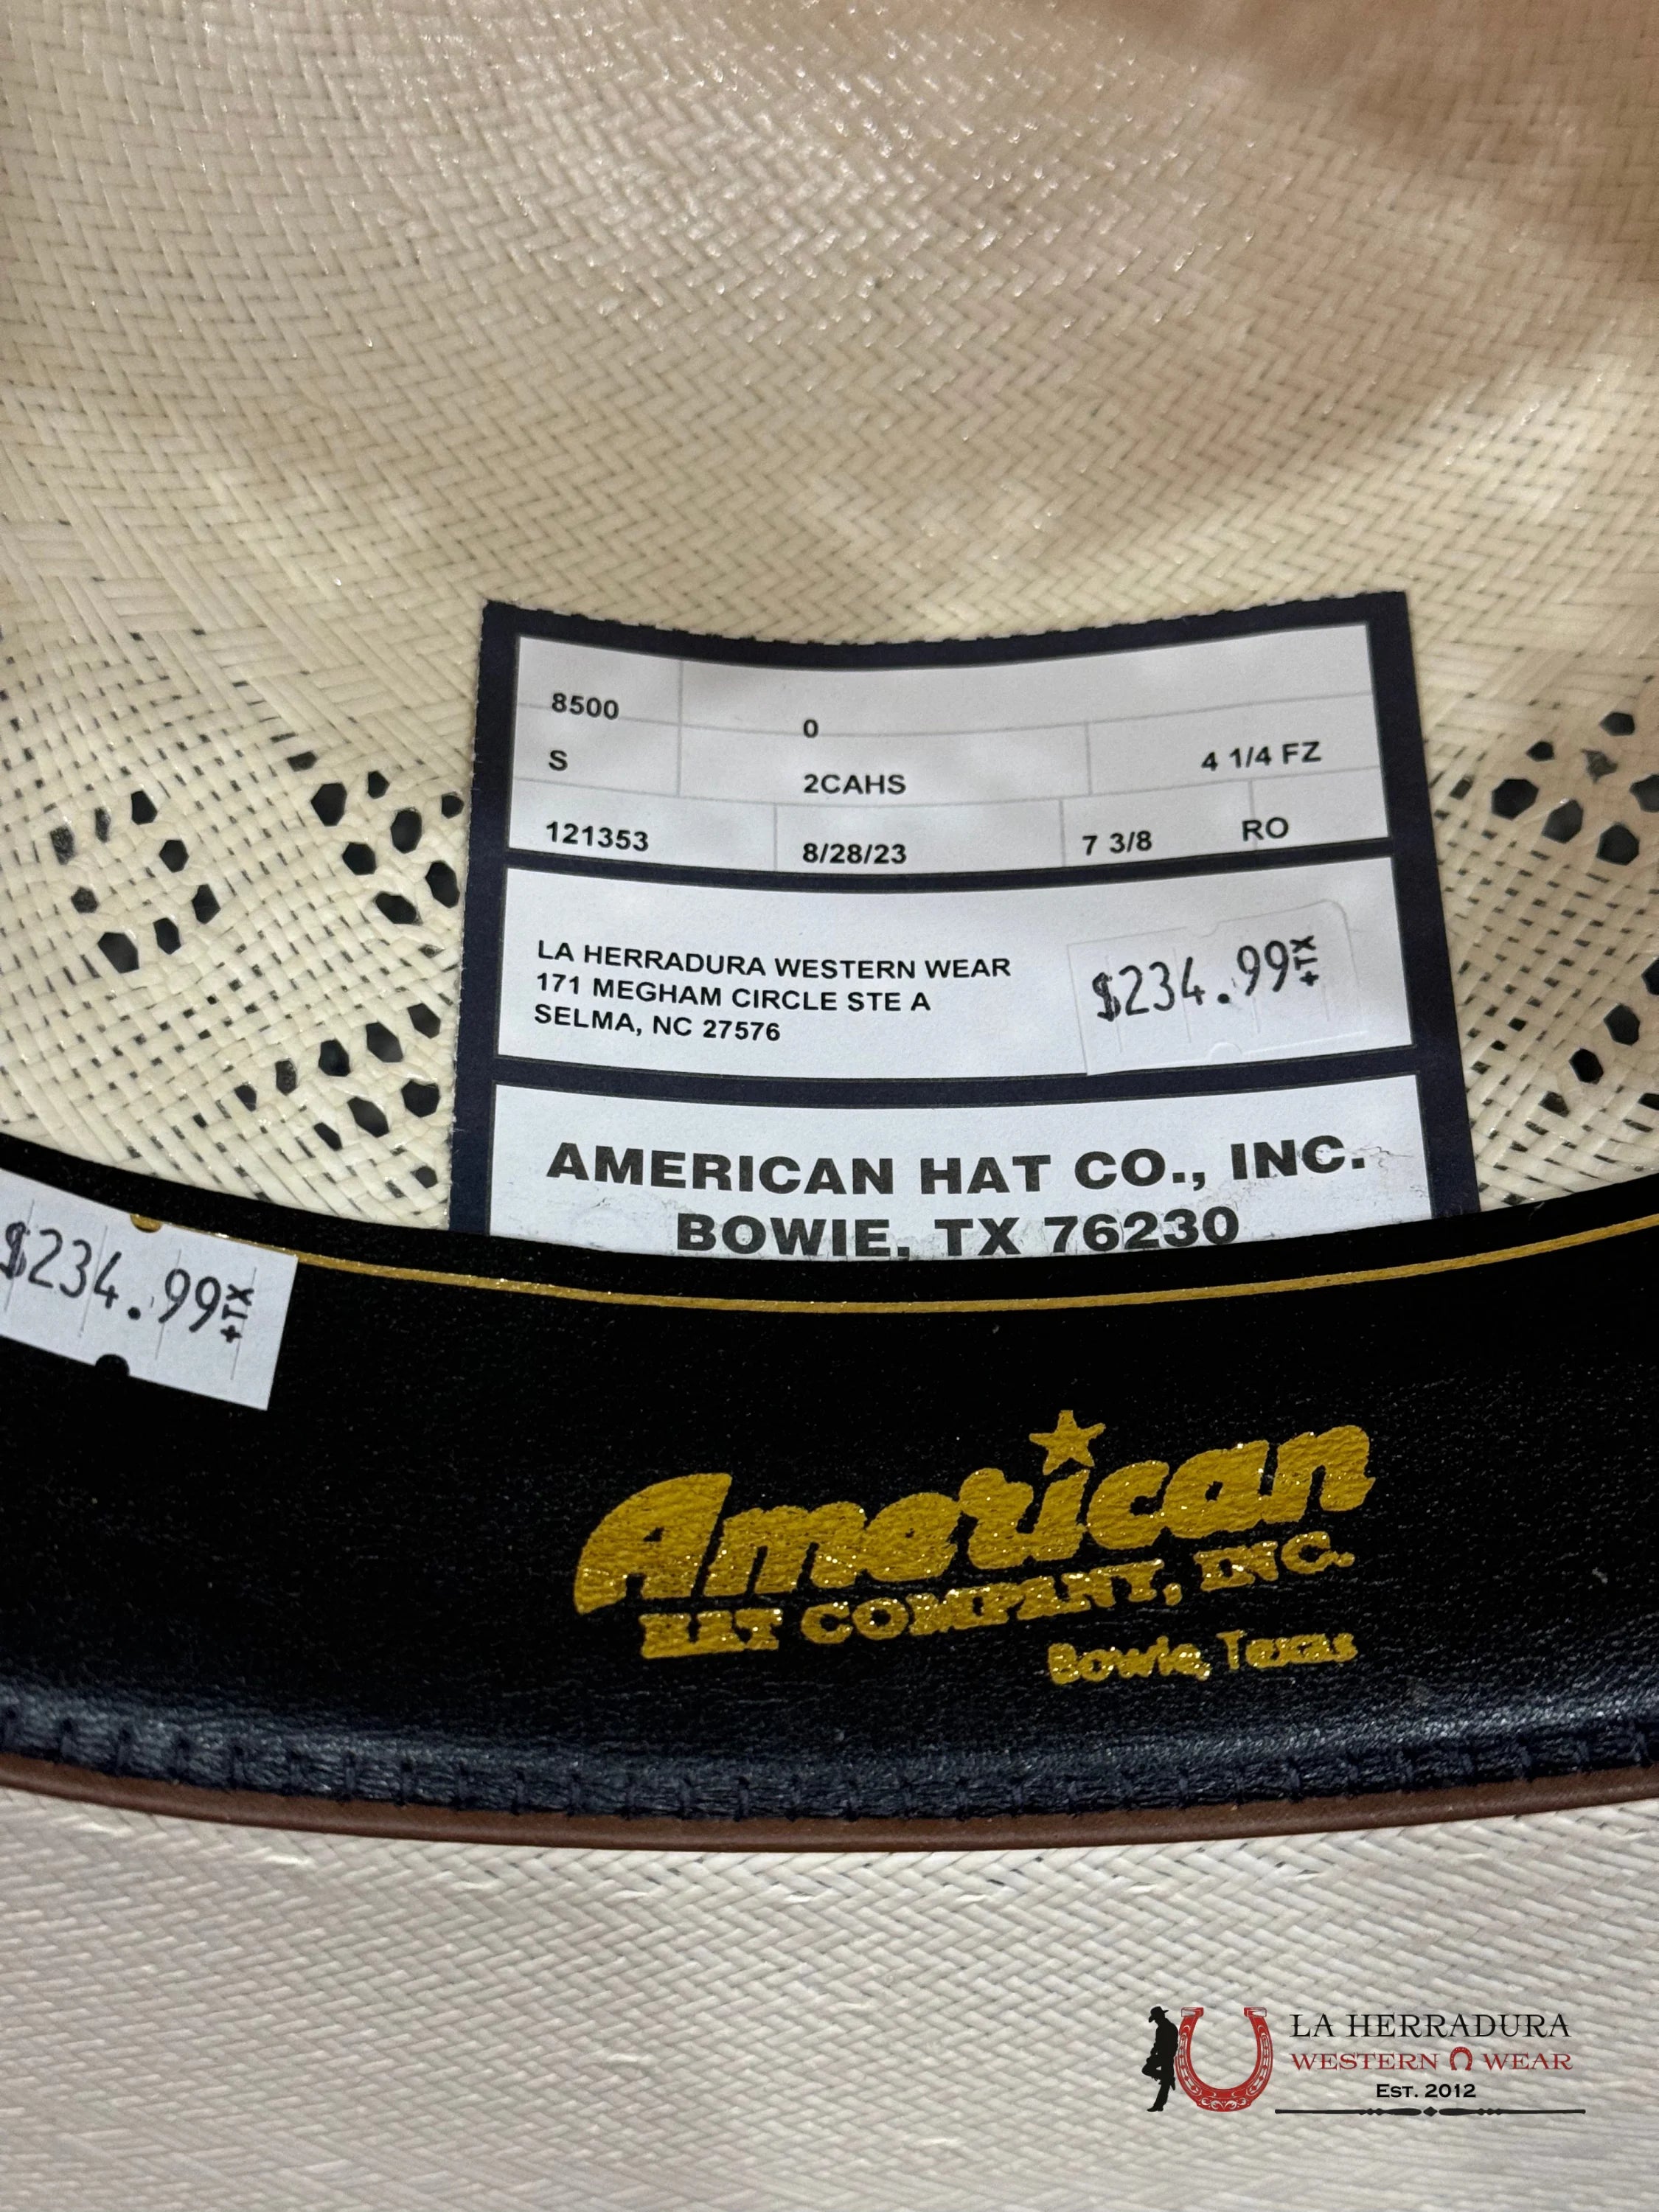 8500 0
S 2CAHS 4 1/4 FZ
121353 8/28/23 7 3/8 RO
LA HERRADURA WESTERN WEAR
171 MEGHAM CIRCLE STE A
SELMA, NC 27576
$234.99+TX
AMERICAN HAT CO., INC.
BOWIE, TX 76230
$234.99+TX
American
HAT COMPANY, INC.
Bowie, Texas
LA HERRADURA
WESTERN WEAR
EST. 2012